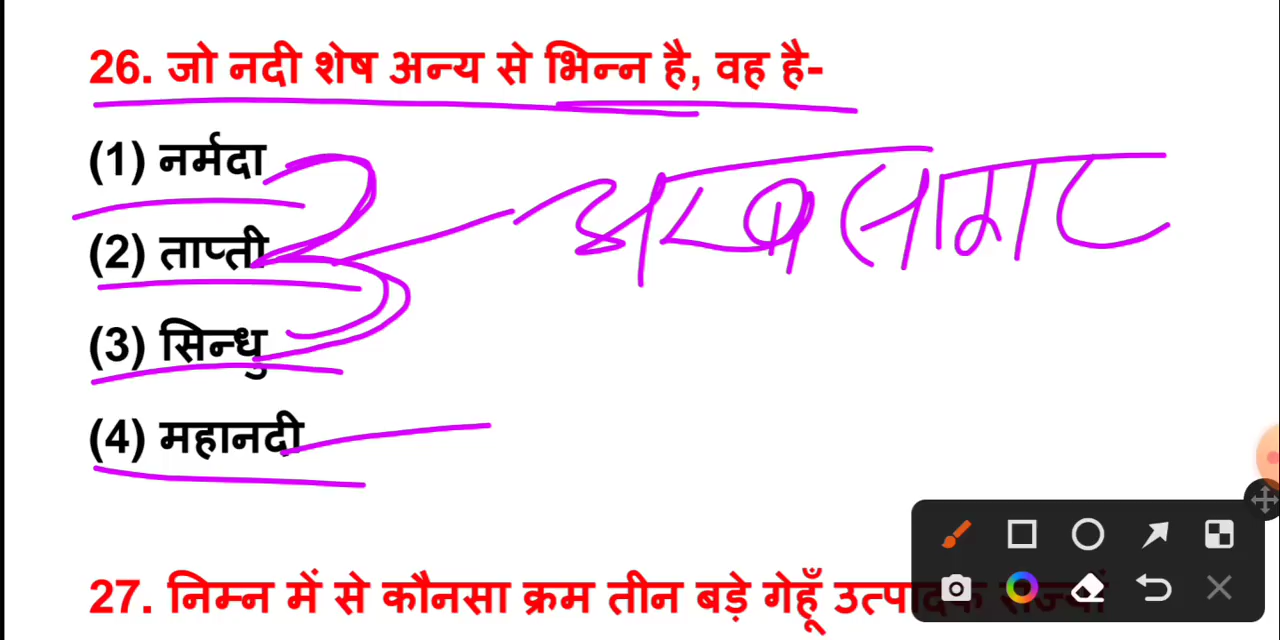 26. जो नदी शेष अन्य से भिन्न है, वह है-
(1) नर्मदा
अरब सागर
(2) ताप्ती
(3) सिन्धु
(4) महानदी
27. निम्न में से कौनसा क्रम तीन बड़े गेहूँ उत्पादक राज्यों